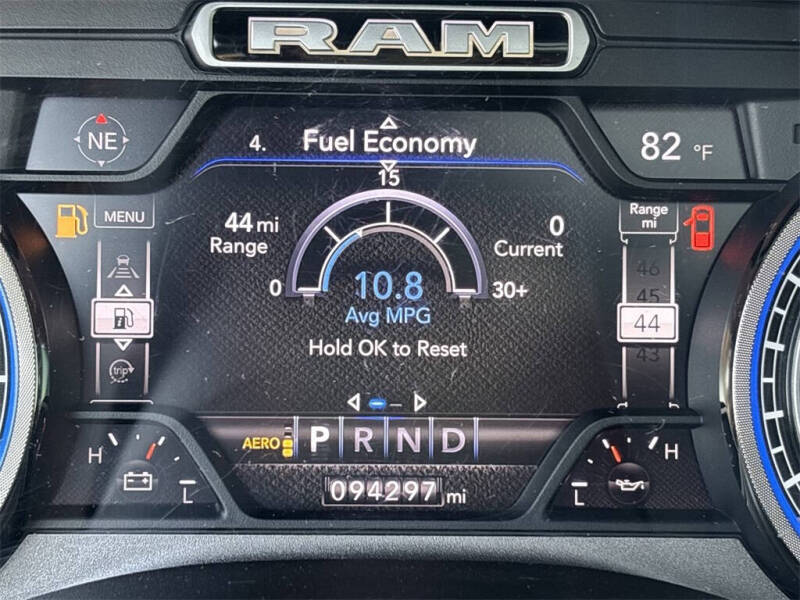 RAM
NE
4. Fuel Economy
82 °F
MENU
15
44 mi
Range
0
Current
Range
mi
46
45
44
43
0
10.8
30+
Avg MPG
Hold OK to Reset
trip
AERO
P R N D
H
L
H
L
094297 mi